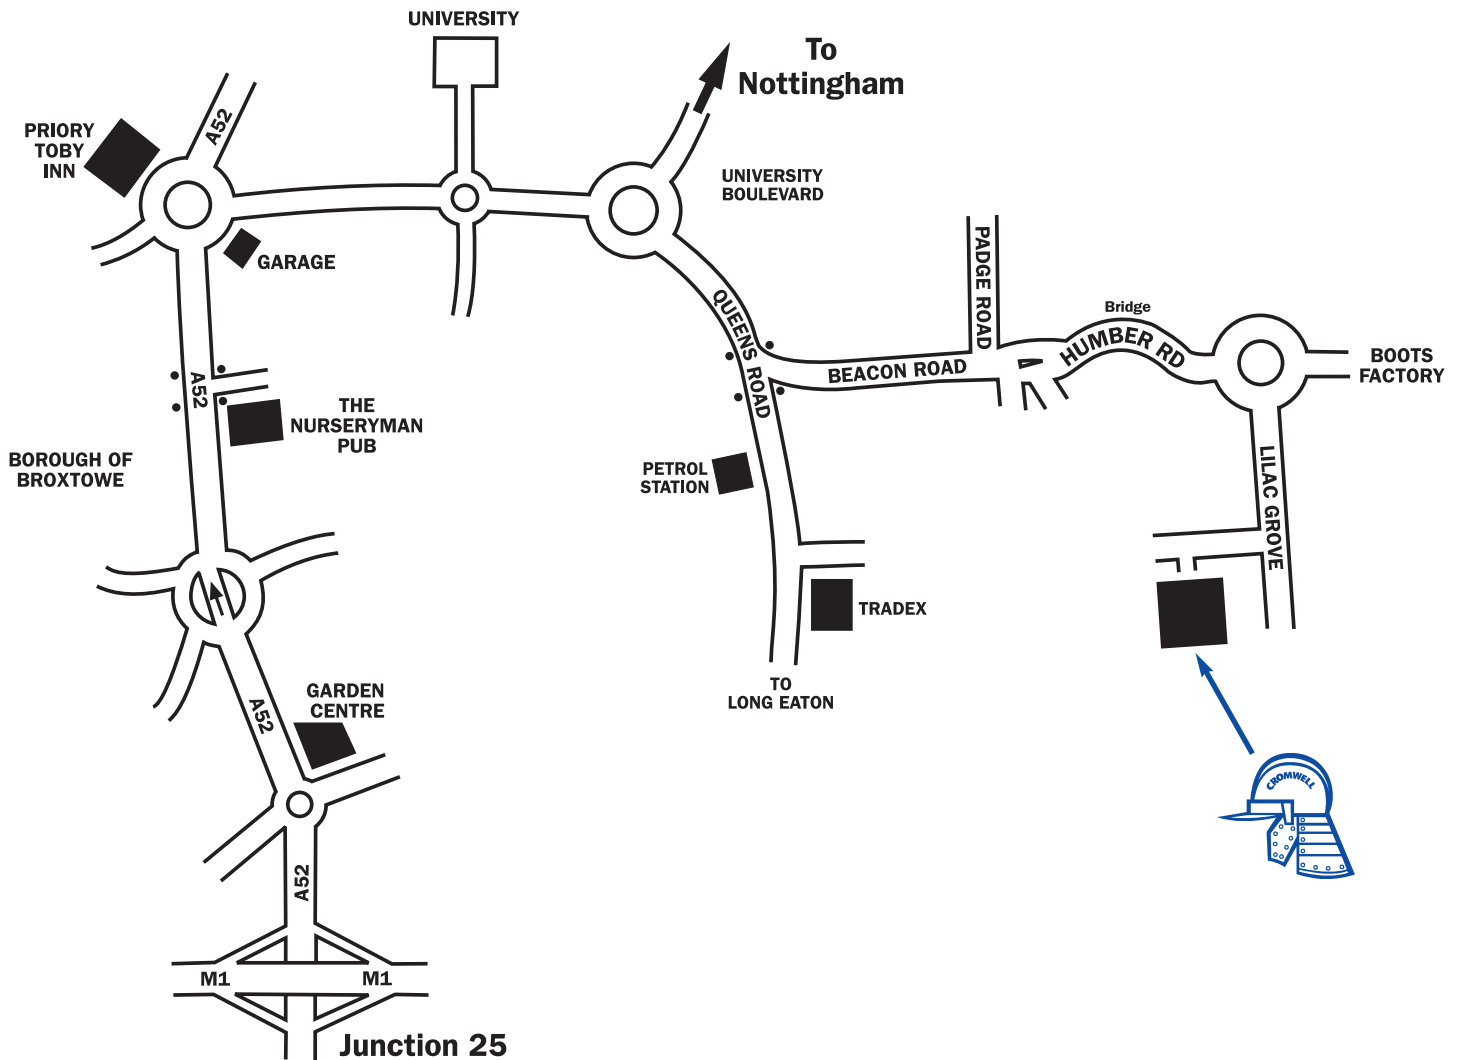 UNIVERSITY
To
Nottingham
A52
PRIORY
TOBY
INN
UNIVERSITY
BOULEVARD
GARAGE
PADGE ROAD
QUEENS ROAD
Bridge
HUMBER RD
BEACON ROAD
BOOTS
FACTORY
A52
THE
NURSERYMAN
PUB
BOROUGH OF
BROXTOWE
PETROL
STATION
LILAC GROVE
TRADEX
TO
LONG EATON
GARDEN
CENTRE
A52
CROMWELL
A52
M1
M1
Junction 25